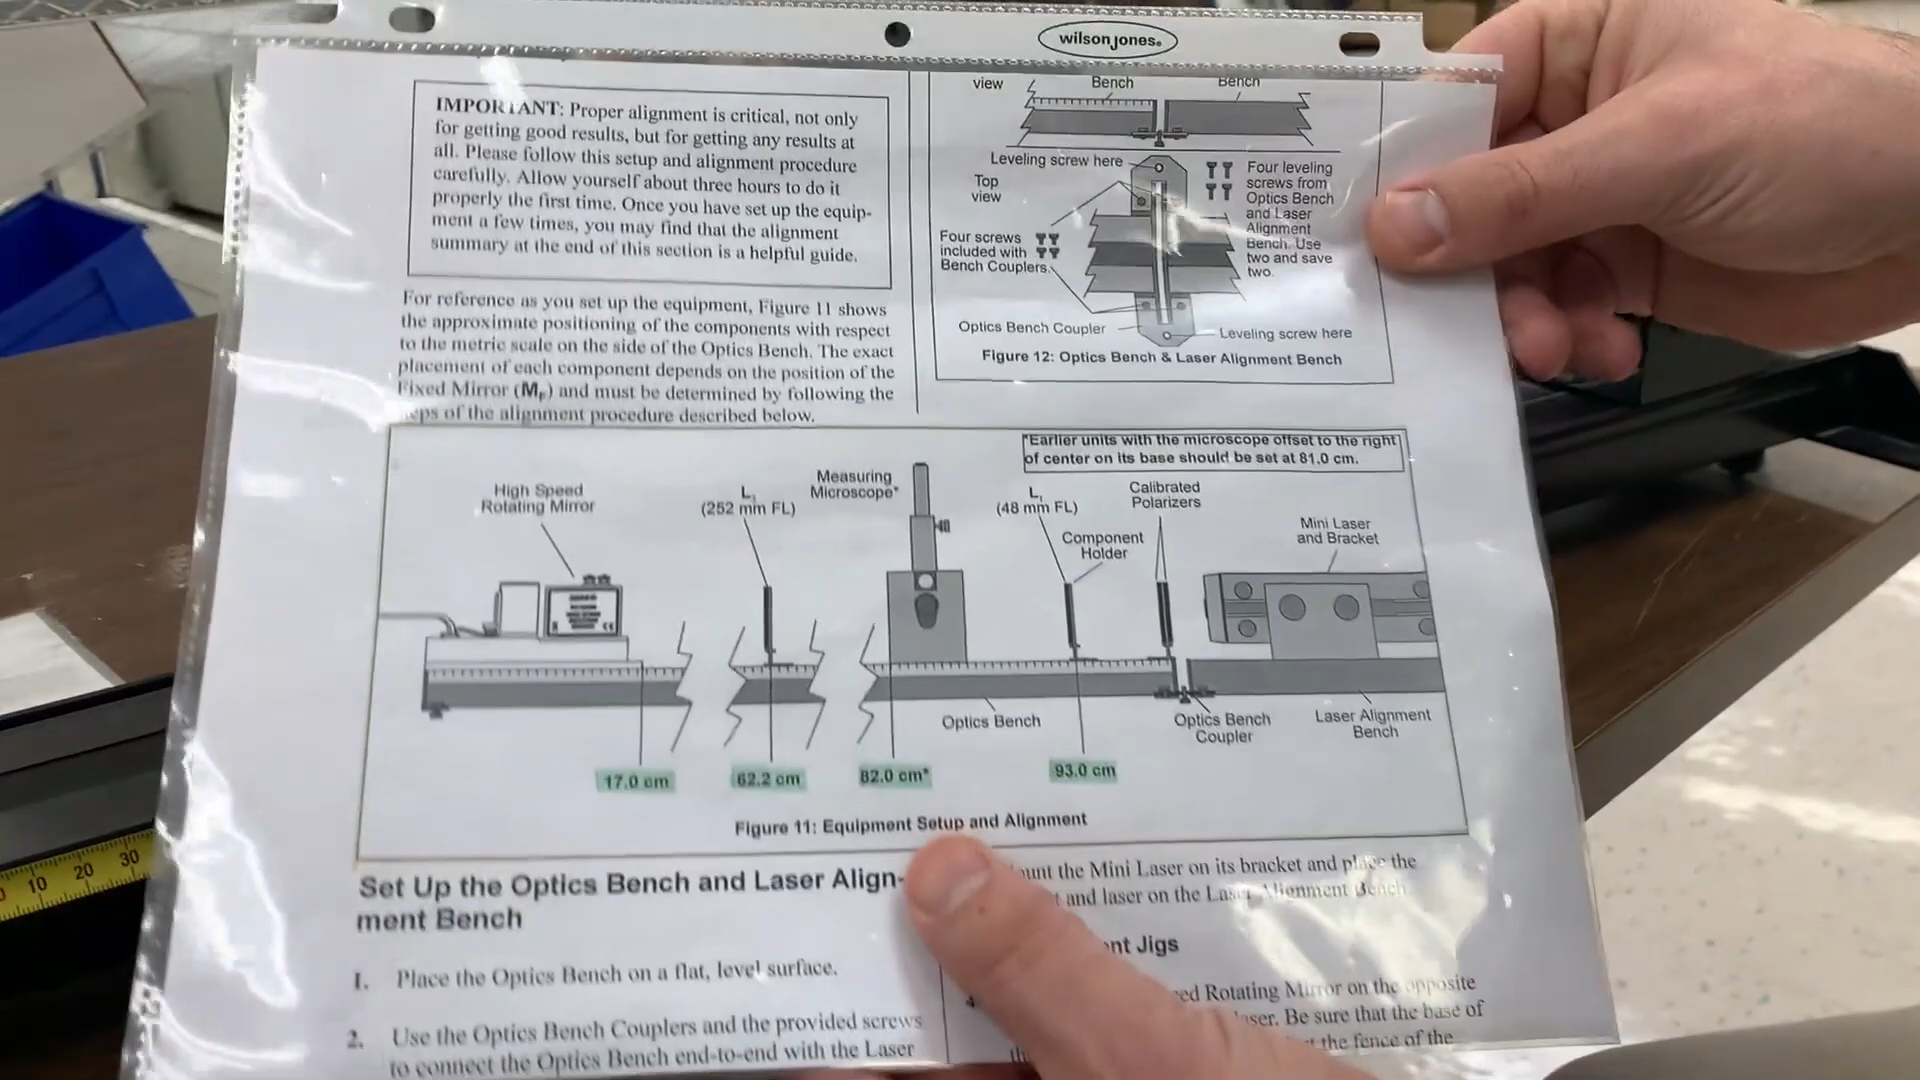 wilsonjones.
IMPORTANT: Proper alignment is critical, not only
for getting good results, but for getting any results at
all. Please follow this setup and alignment procedure
carefully. Allow yourself about three hours to do it
properly the first time. Once you have set up the equip-
ment a few times, you may find that the alignment
summary at the end of this section is a helpful guide.
For reference as you set up the equipment, Figure 11 shows
the approximate positioning of the components with respect
to the metric scale on the side of the Optics Bench. The exact
placement of each component depends on the position of the
Fixed Mirror (MF) and must be determined by following the
of the alignment procedure described below.
view
Bench
Bench
Leveling screw here
Top
view
Four screws
included with
Bench Couplers.
Four leveling
screws from
Optics Bench
and Laser
Alignment
Bench. Use
two and save
two.
Optics Bench Coupler
Leveling screw here
Figure 12: Optics Bench & Laser Alignment Bench
*Earlier units with the microscope offset to the right
of center on its base should be set at 81.0 cm.
High Speed
Rotating Mirror
(252 mm FL)
Measuring
Microscope*
L1
(48 mm FL)
Component
Holder
Calibrated
Polarizers
Mini Laser
and Bracket
Optics Bench
Optics Bench
Coupler
Laser Alignment
Bench
17.0 cm
62.2 cm
82.0 cm*
93.0 cm
Figure 11: Equipment Setup and Alignment
Set Up the Optics Bench and Laser Align-
ment Bench
1. Place the Optics Bench on a flat, level surface.
2. Use the Optics Bench Couplers and the provided screws
to connect the Optics Bench end-to-end with the Laser
the Mini Laser on its bracket and place the
and laser on the Laser Alignment Bench
Jigs
4
Rotating Mirror on the opposite
Be sure that the base of
the fence of the
10 20 30